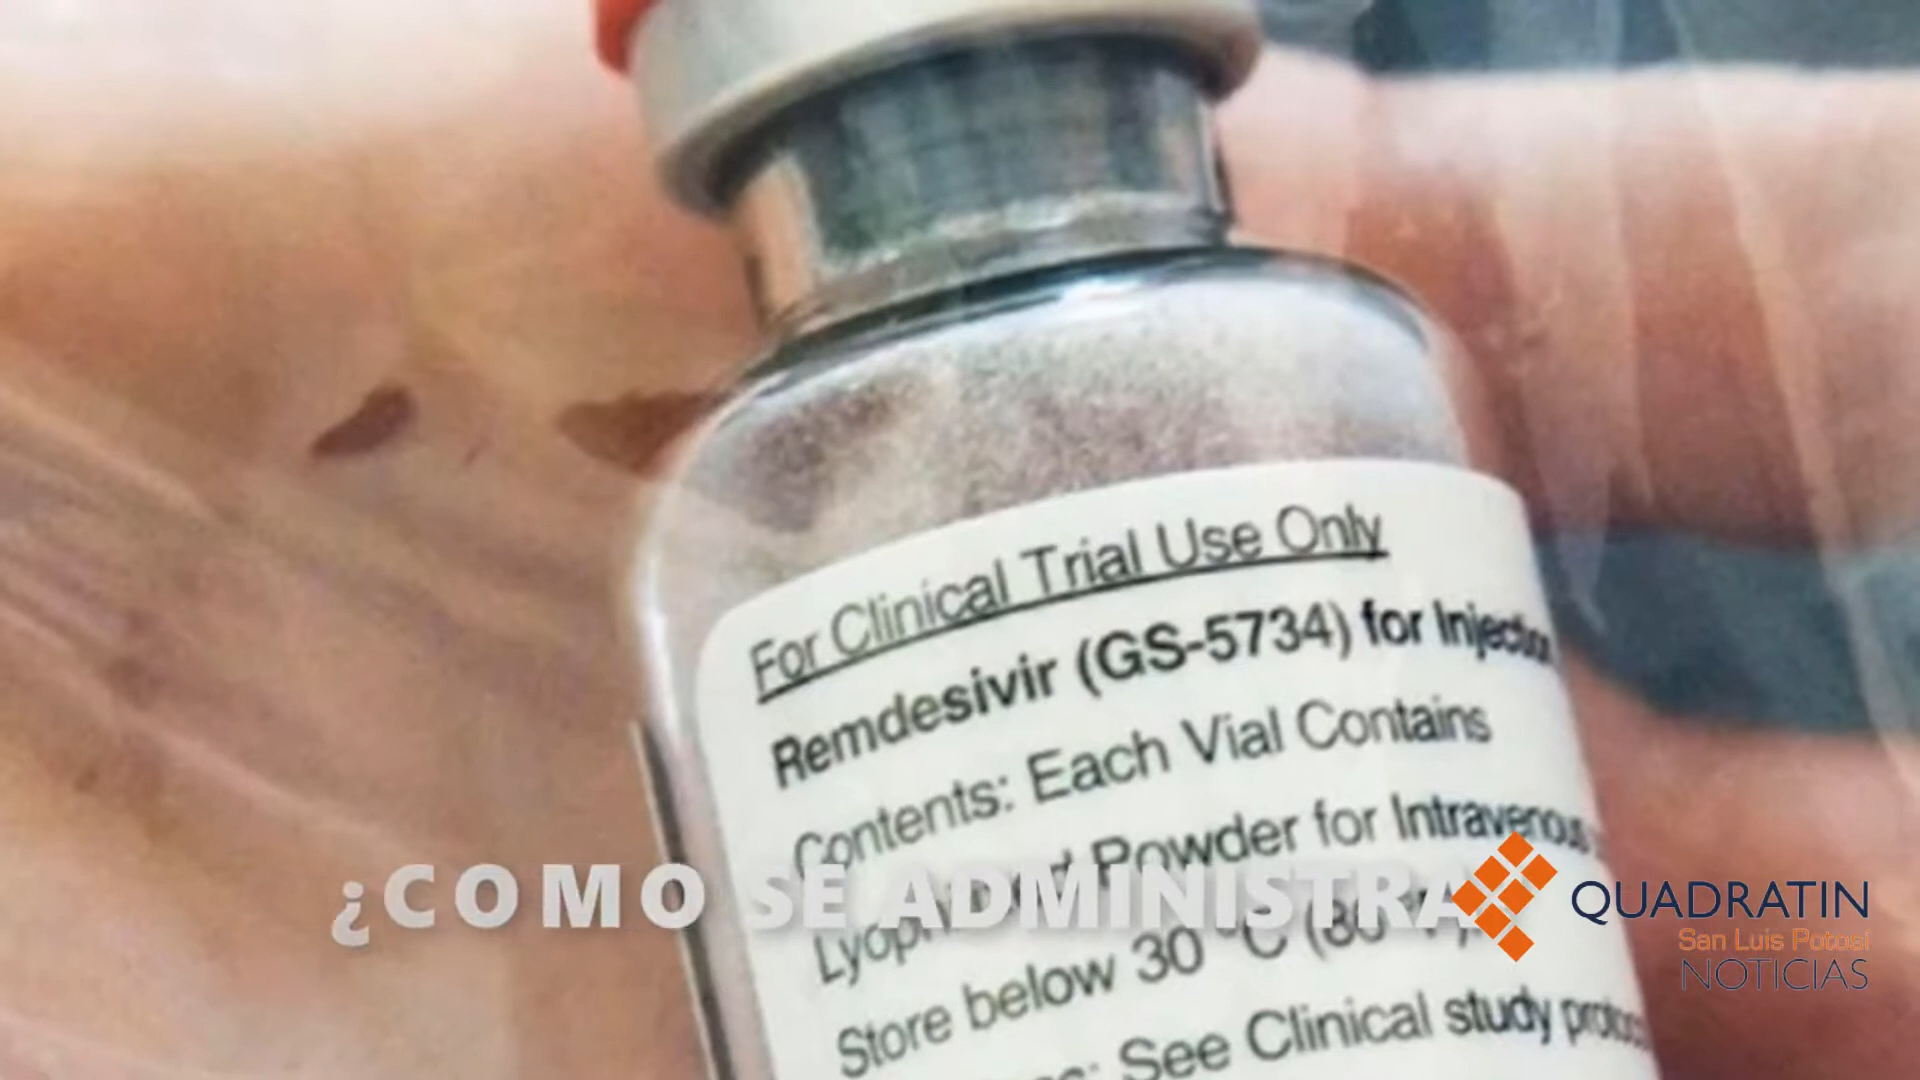 For Clinical Trial Use Only
Remdesivir (GS-5734) for Injection
Contents: Each Vial Contains
Powder for Intravenous
Store below 30 °C
See Clinical study
¿COMO SE ADMINISTRA
QUADRATIN
San Luis Potosí
NOTICIAS